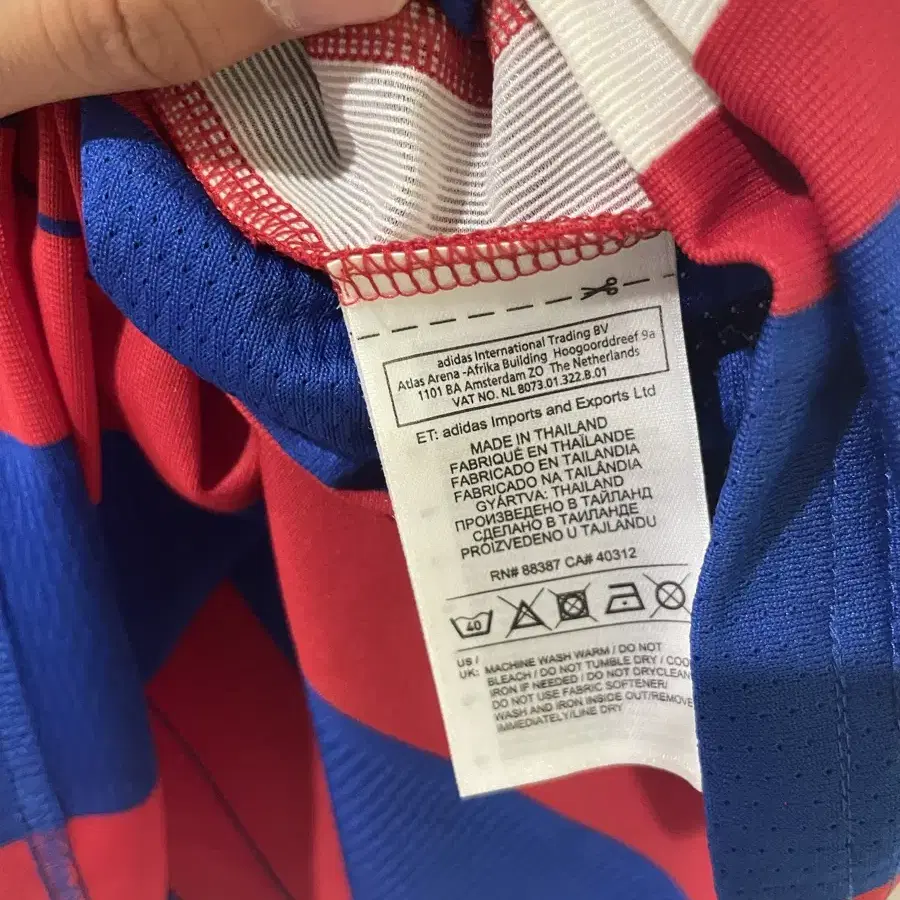 adidas International Trading BV
Atlas Arena -Afrika Building Hoogoorddreef 9a
1101 BA Amsterdam ZO The Netherlands
VAT NO. NL 8073.01.322.B.01
ET: adidas Imports and Exports Ltd
MADE IN THAILAND
FABRIQUÉ EN THAÏLANDE
FABRICADO EN TAILANDIA
FABRICADO NA TAILÂNDIA
GYÁRTVA: THAILAND
ПРОИЗВЕДЕНО В ТАЙЛАНД
СДЕЛАНО В ТАИЛАНДЕ
PROIZVEDENO U TAJLANDU
RN# 88387 CA# 40312
40
US / UK: MACHINE WASH WARM / DO NOT
BLEACH / DO NOT TUMBLE DRY / COOL
IRON IF NEEDED / DO NOT DRYCLEAN
DO NOT USE FABRIC SOFTENER/
WASH AND IRON INSIDE OUT/REMOVE
IMMEDIATELY/LINE DRY